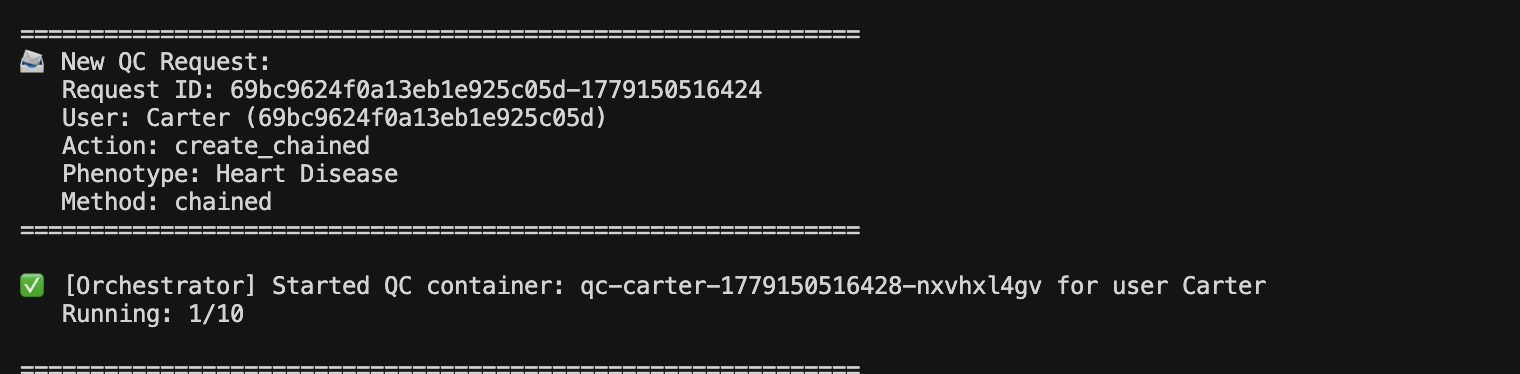 ============================================================
📨 New QC Request:
Request ID: 69bc9624f0a13eb1e925c05d-1779150516424
User: Carter (69bc9624f0a13eb1e925c05d)
Action: create_chained
Phenotype: Heart Disease
Method: chained
============================================================
✅ [Orchestrator] Started QC container: qc-carter-1779150516428-nxvhxl4gv for user Carter
Running: 1/10
============================================================